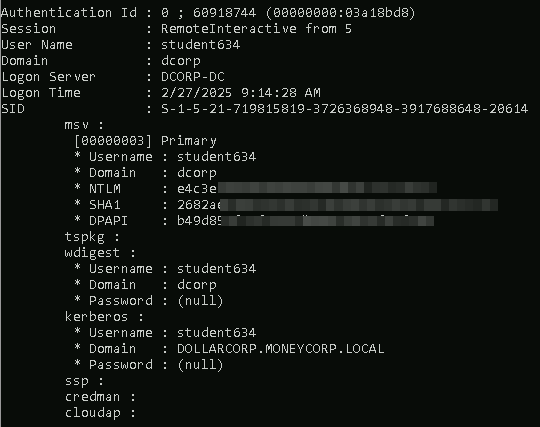 Authentication Id : 0 ; 60918744 (00000000:03a18bd8)
Session : RemoteInteractive from 5
User Name : student634
Domain : dcorp
Logon Server : DCORP-DC
Logon Time : 2/27/2025 9:14:28 AM
SID : S-1-5-21-719815819-3726368948-3917688648-20614
msv :
[00000003] Primary
* Username : student634
* Domain : dcorp
* NTLM : e4c3e
* SHA1 : 2682a
* DPAPI : b49d85
tspkg :
wdigest :
* Username : student634
* Domain : dcorp
* Password : (null)
kerberos :
* Username : student634
* Domain : DOLLARCORP.MONEYCORP.LOCAL
* Password : (null)
ssp :
credman :
cloudap :